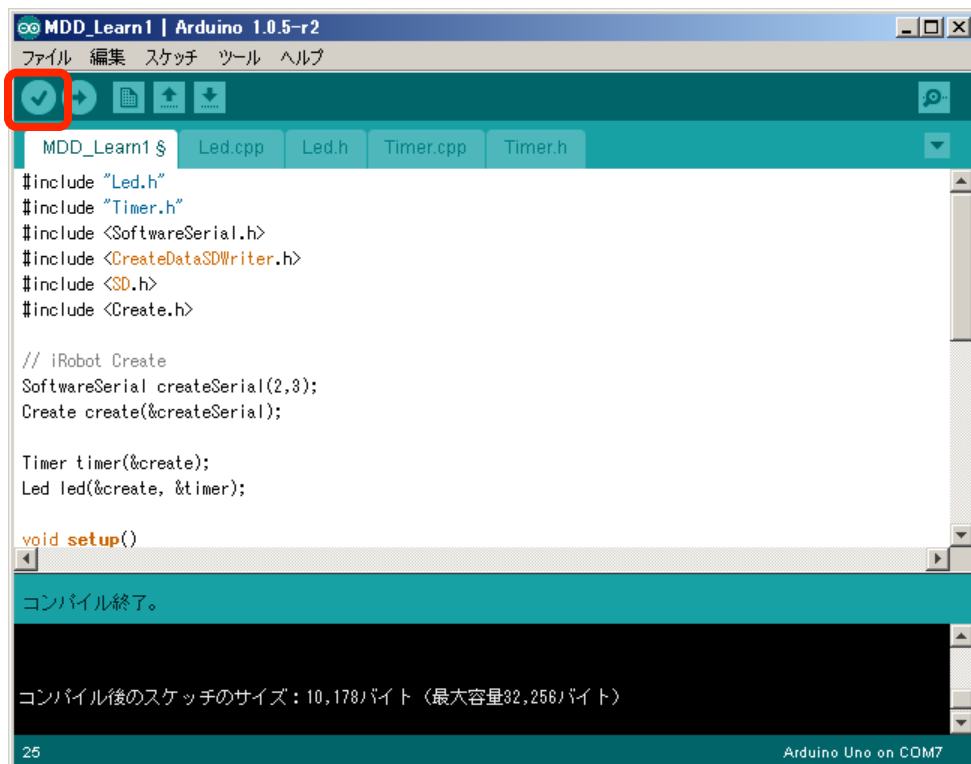 MDD_Learn1 | Arduino 1.0.5-r2
ファイル 編集 スケッチ ツール ヘルプ
MDD_Learn1 § Led.cpp Led.h Timer.cpp Timer.h
#include "Led.h"
#include "Timer.h"
#include <SoftwareSerial.h>
#include <CreateDataSDWriter.h>
#include <SD.h>
#include <Create.h>
// iRobot Create
SoftwareSerial createSerial(2,3);
Create create(&createSerial);
Timer timer(&create);
Led led(&create, &timer);
void setup()
コンパイル終了。
コンパイル後のスケッチのサイズ：10,178バイト（最大容量32,256バイト）
25 Arduino Uno on COM7